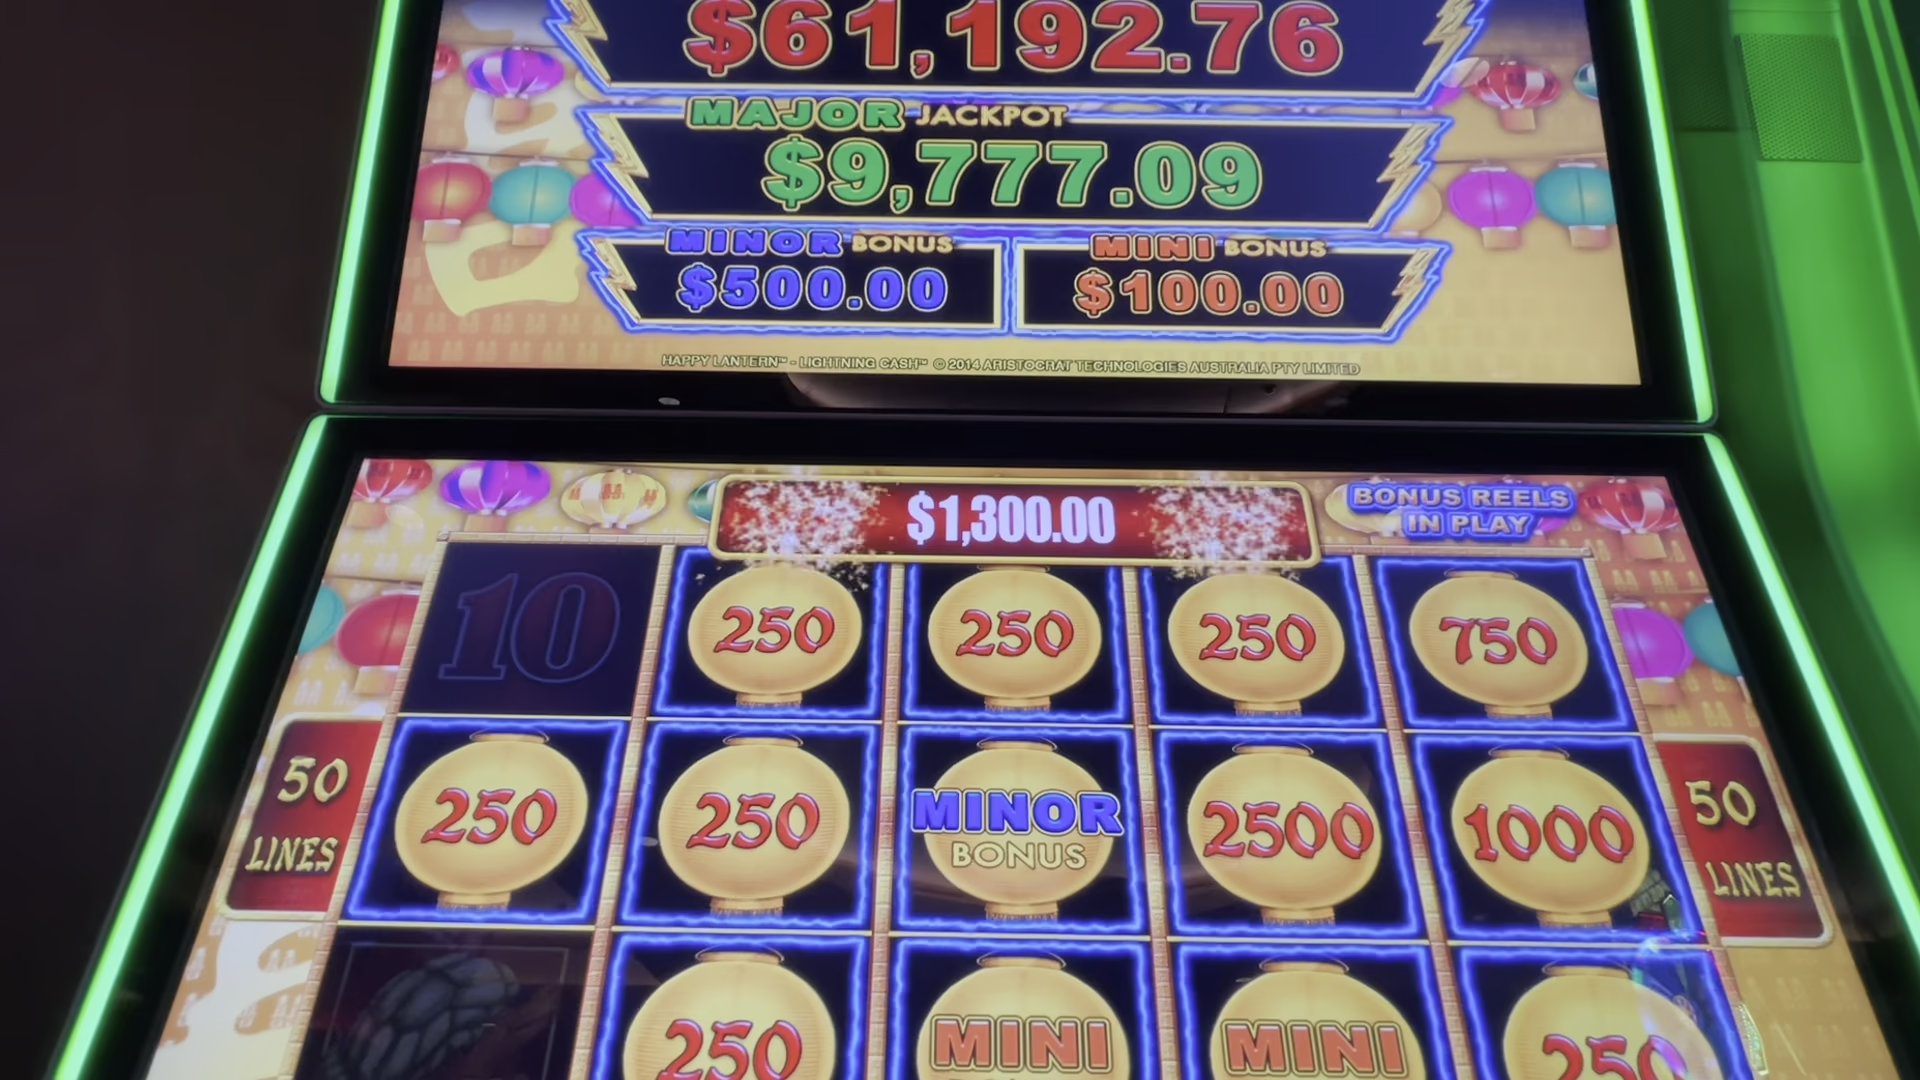 $61,192.76
MAJOR JACKPOT
$9,777.09
MINOR BONUS MINI BONUS
$500.00 $100.00
HAPPY LANTERN™ - LIGHTNING CASH™ © 2014 ARISTOCRAT TECHNOLOGIES AUSTRALIA PTY LIMITED
$1,300.00
BONUS REELS
IN PLAY
10 250 250 250 750
50
LINES
250 250 MINOR
BONUS
2500 1000
50
LINES
250 MINI MINI 250